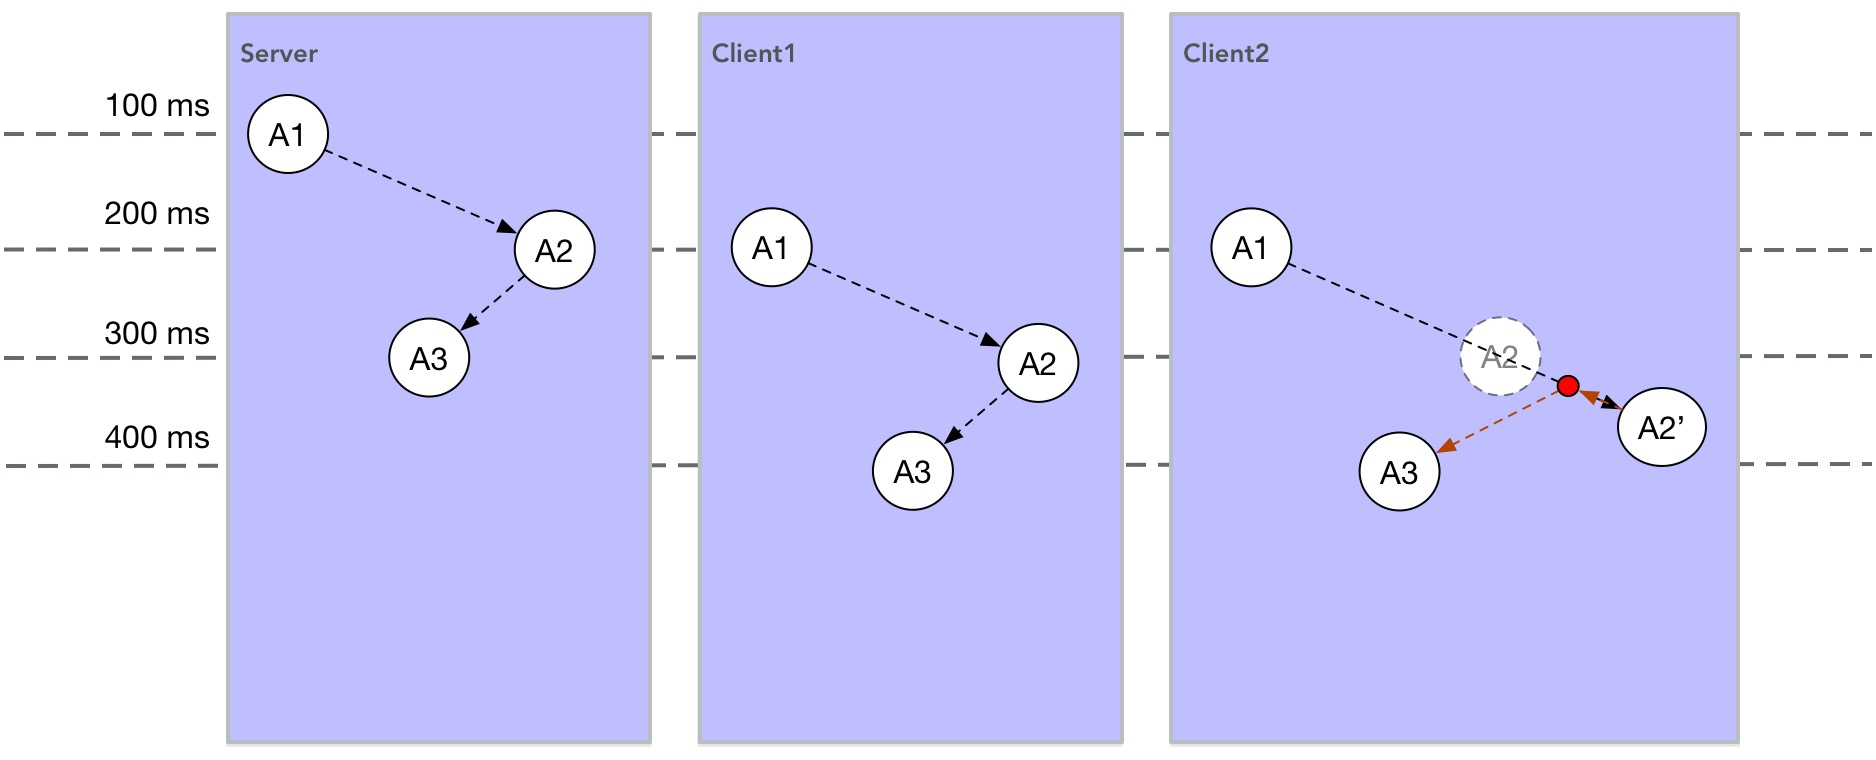 Server
Client1
Client2
100 ms
A1
200 ms
A2
A1
A1
300 ms
A3
A2
A2
400 ms
A3
A3
A2’